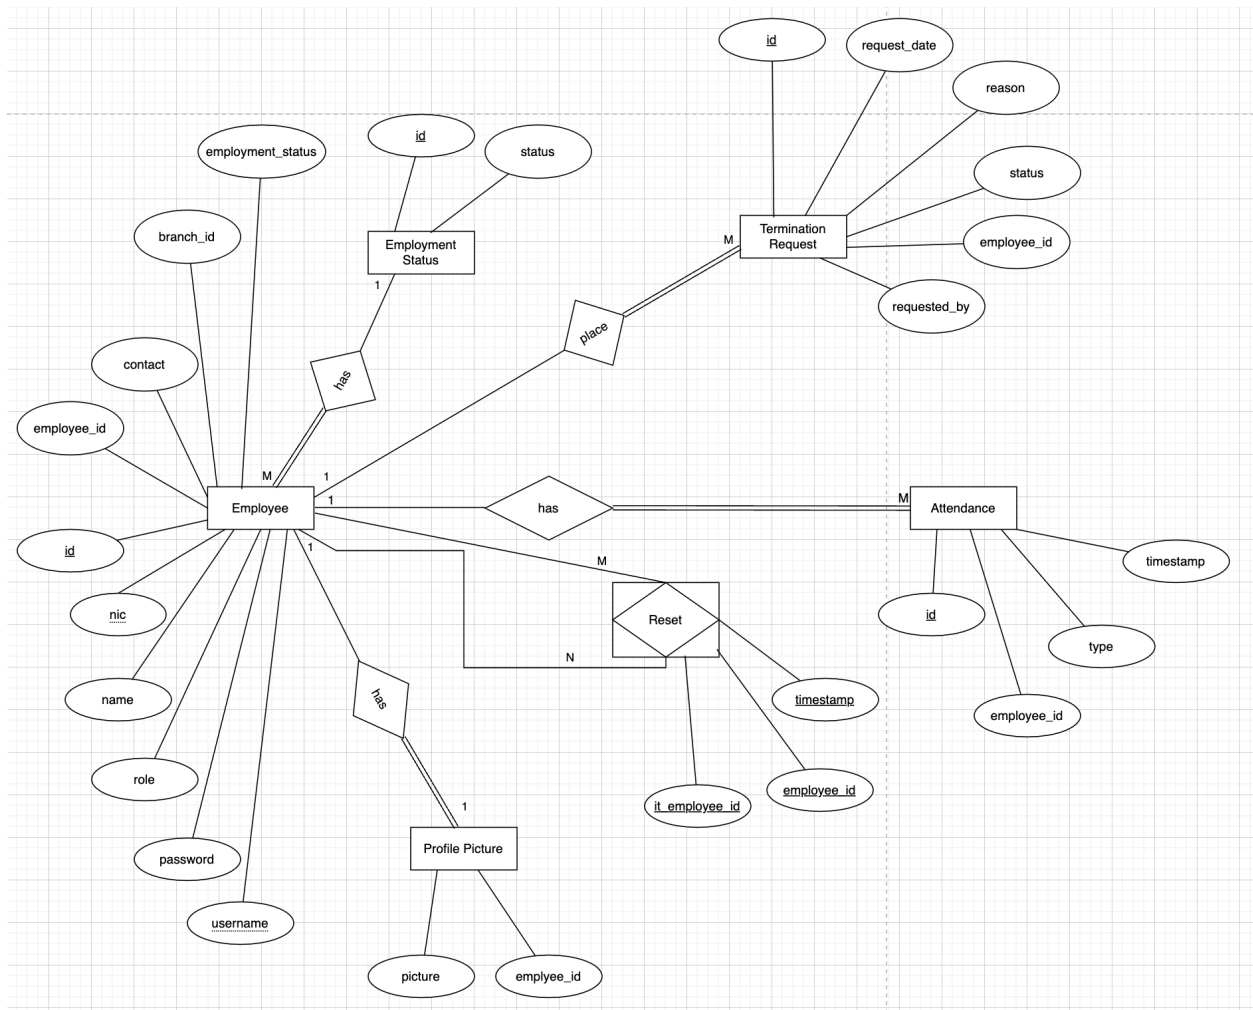 id
request_date
reason
id
status
employment_status
status
branch_id
Termination
Request
M
employee_id
Employment
Status
1
requested_by
place
contact
has
employee_id
M
1
1
M
Employee
has
Attendance
id
1
M
timestamp
nic
Reset
id
type
N
name
has
timestamp
employee_id
role
employee_id
it_employee_id
1
password
Profile Picture
username
picture
emplyee_id